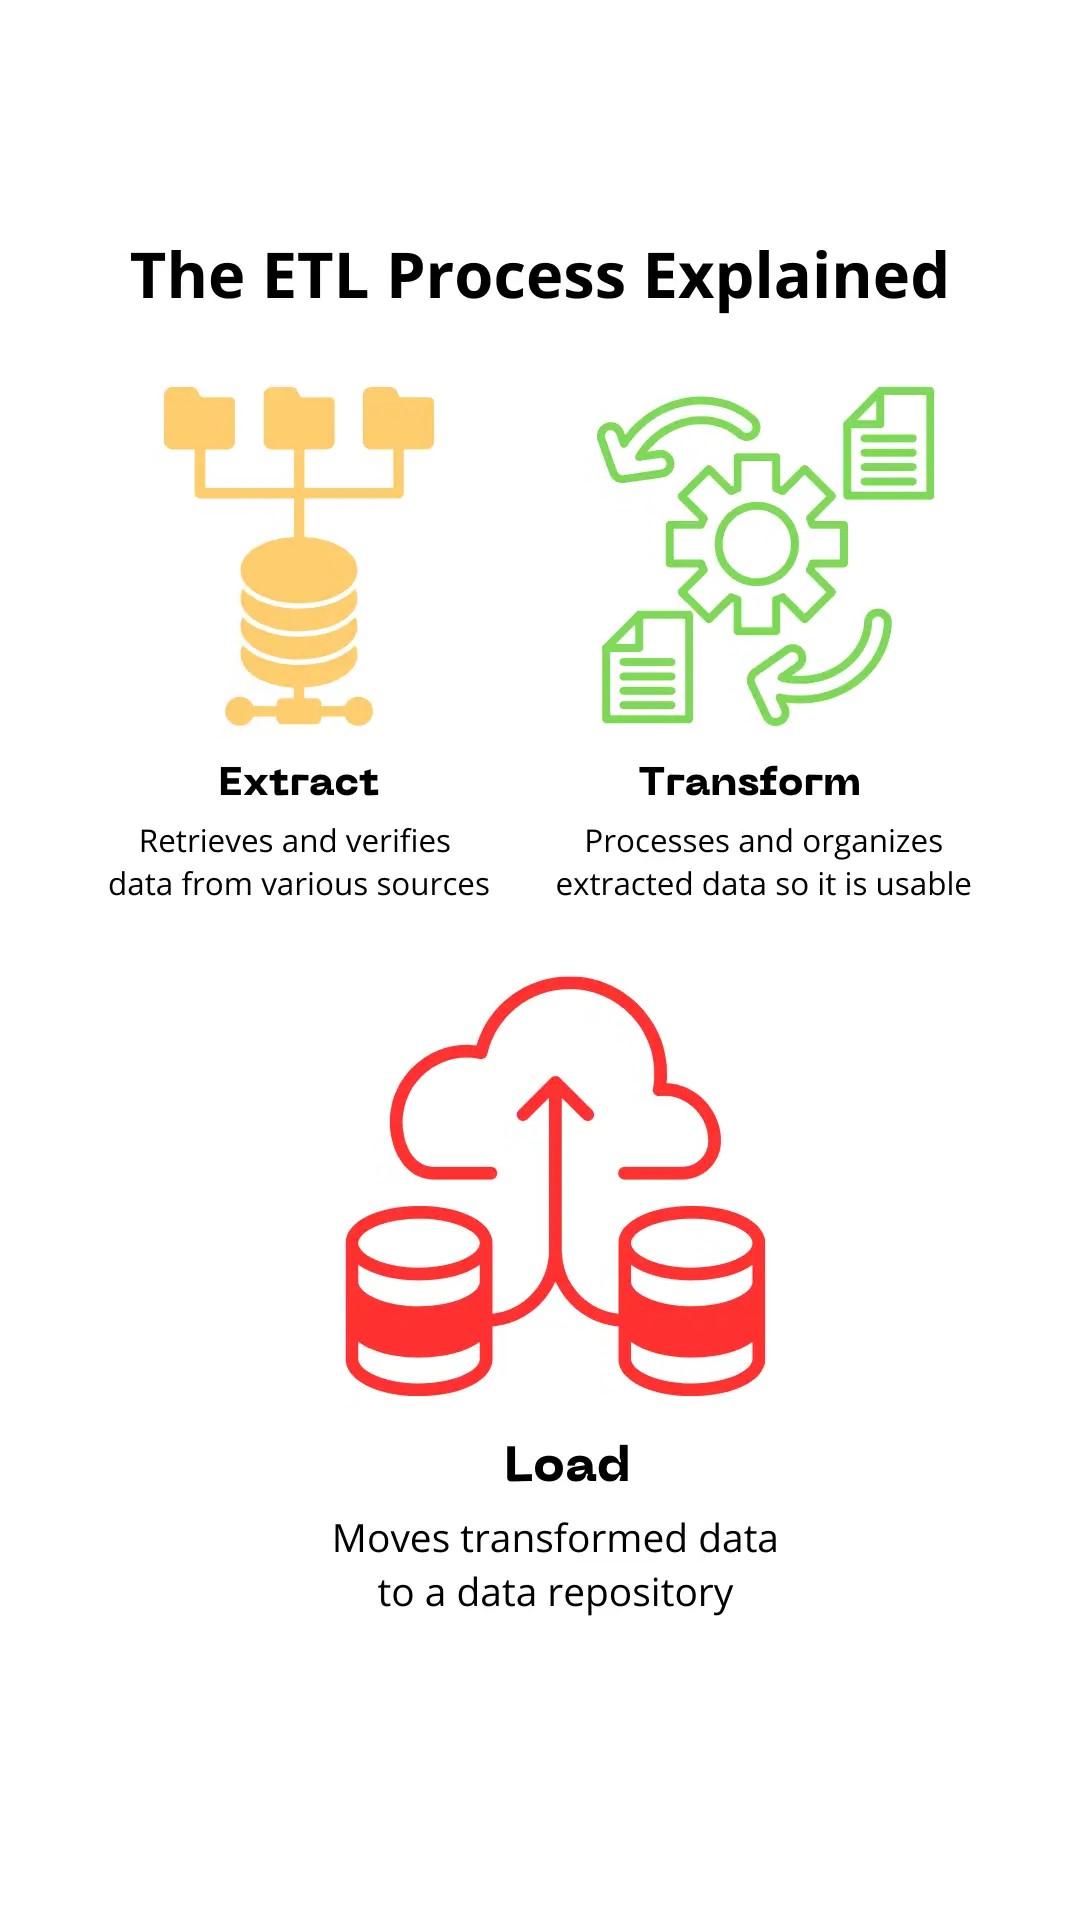 The ETL Process Explained
Extract
Retrieves and verifies
data from various sources
Transform
Processes and organizes
extracted data so it is usable
Load
Moves transformed data
to a data repository